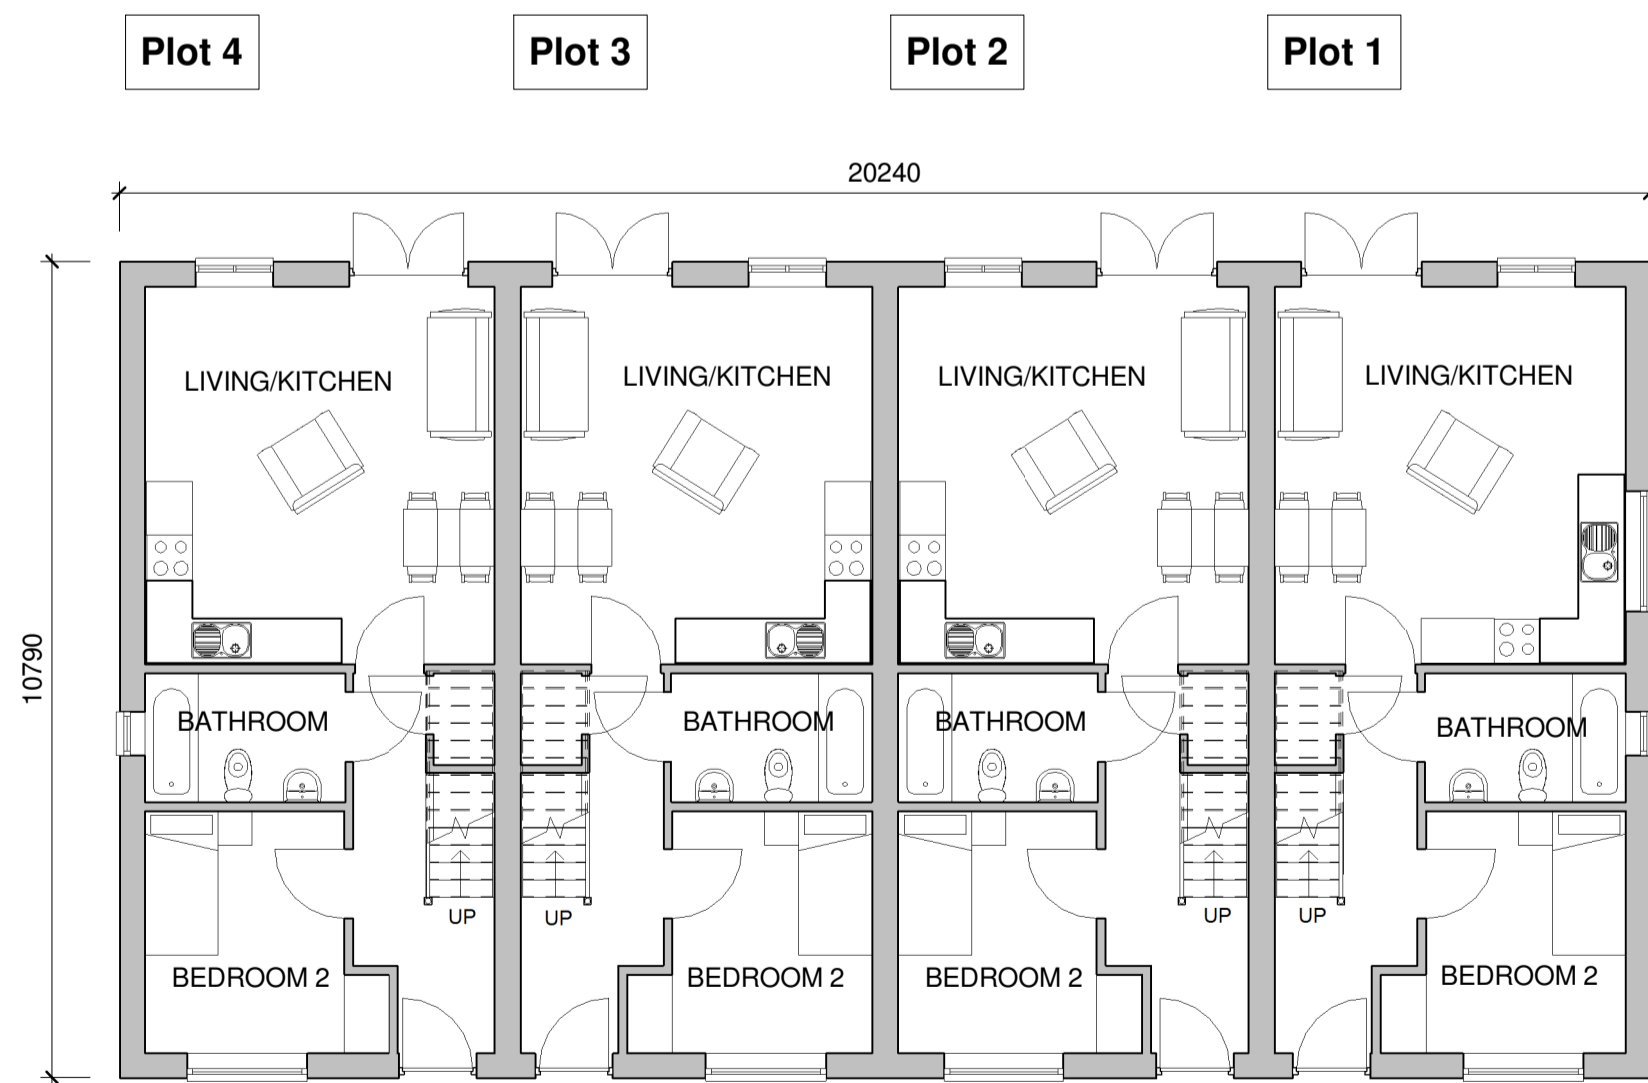 Plot 4
Plot 3
Plot 2
Plot 1
20240
10790
LIVING/KITCHEN
LIVING/KITCHEN
LIVING/KITCHEN
LIVING/KITCHEN
BATHROOM
BATHROOM
BATHROOM
BATHROOM
UP
UP
UP
UP
BEDROOM 2
BEDROOM 2
BEDROOM 2
BEDROOM 2